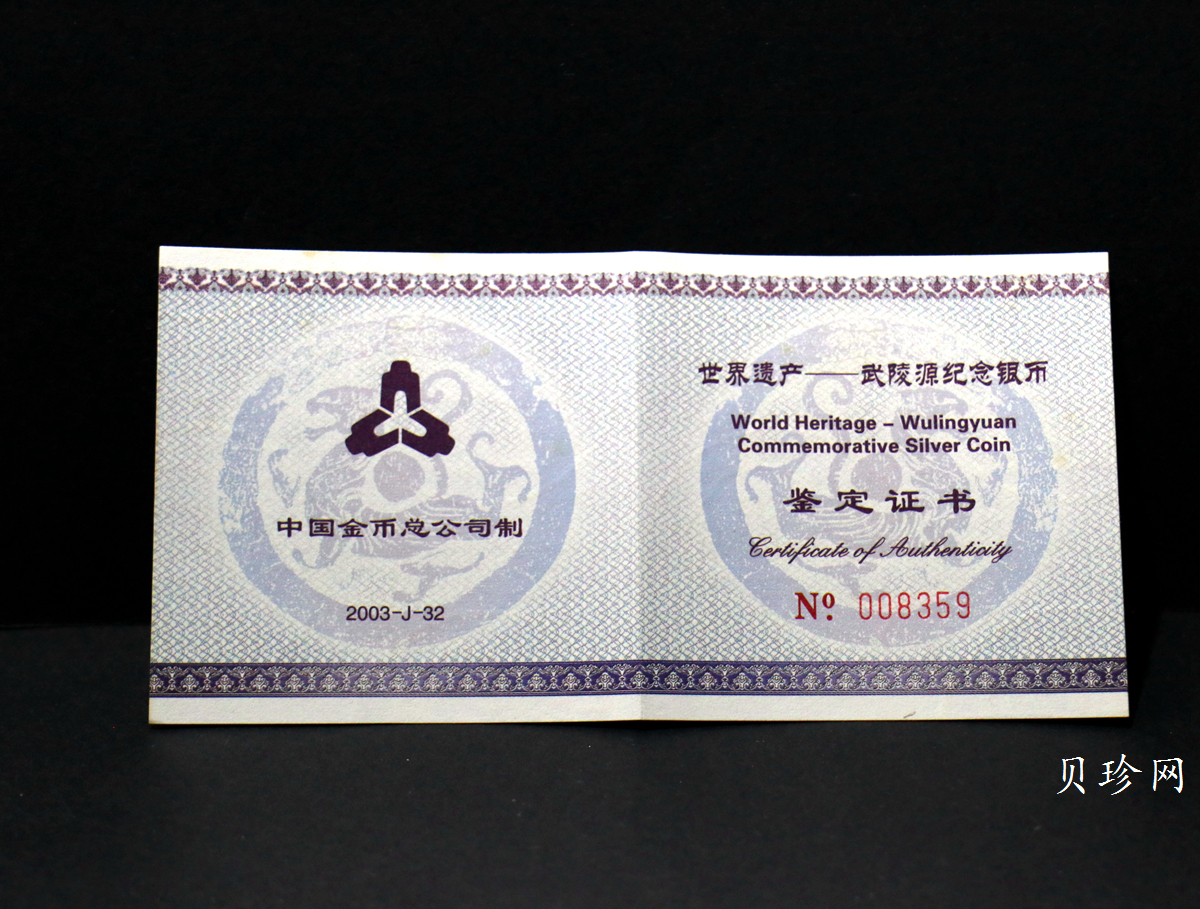 中国金币总公司制
2003-J-32
世界遗产——武陵源纪念银币
World Heritage – Wulingyuan
Commemorative Silver Coin
鉴定证书
Certificate of Authenticity
Nº 008359
贝珍网